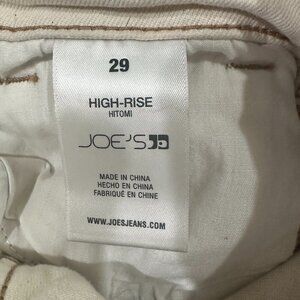 29
HIGH-RISE
HITOMI
JOE'S
MADE IN CHINA
HECHO EN CHINA
FABRIQUÉ EN CHINE
WWW.JOESJEANS.COM